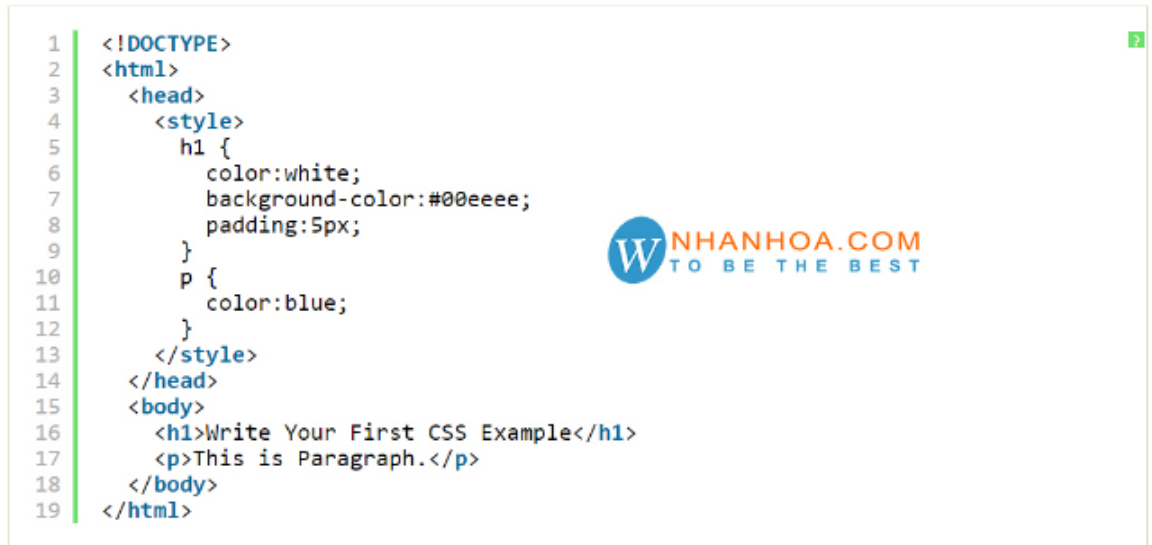 1 <!DOCTYPE>
2 <html>
3   <head>
4     <style>
5       h1 {
6         color:white;
7         background-color:#00eeee;
8         padding:5px;
9       }
10       p {
11         color:blue;
12       }
13     </style>
14   </head>
15   <body>
16     <h1>Write Your First CSS Example</h1>
17     <p>This is Paragraph.</p>
18   </body>
19 </html>
?
W NHANHOA.COM
TO BE THE BEST